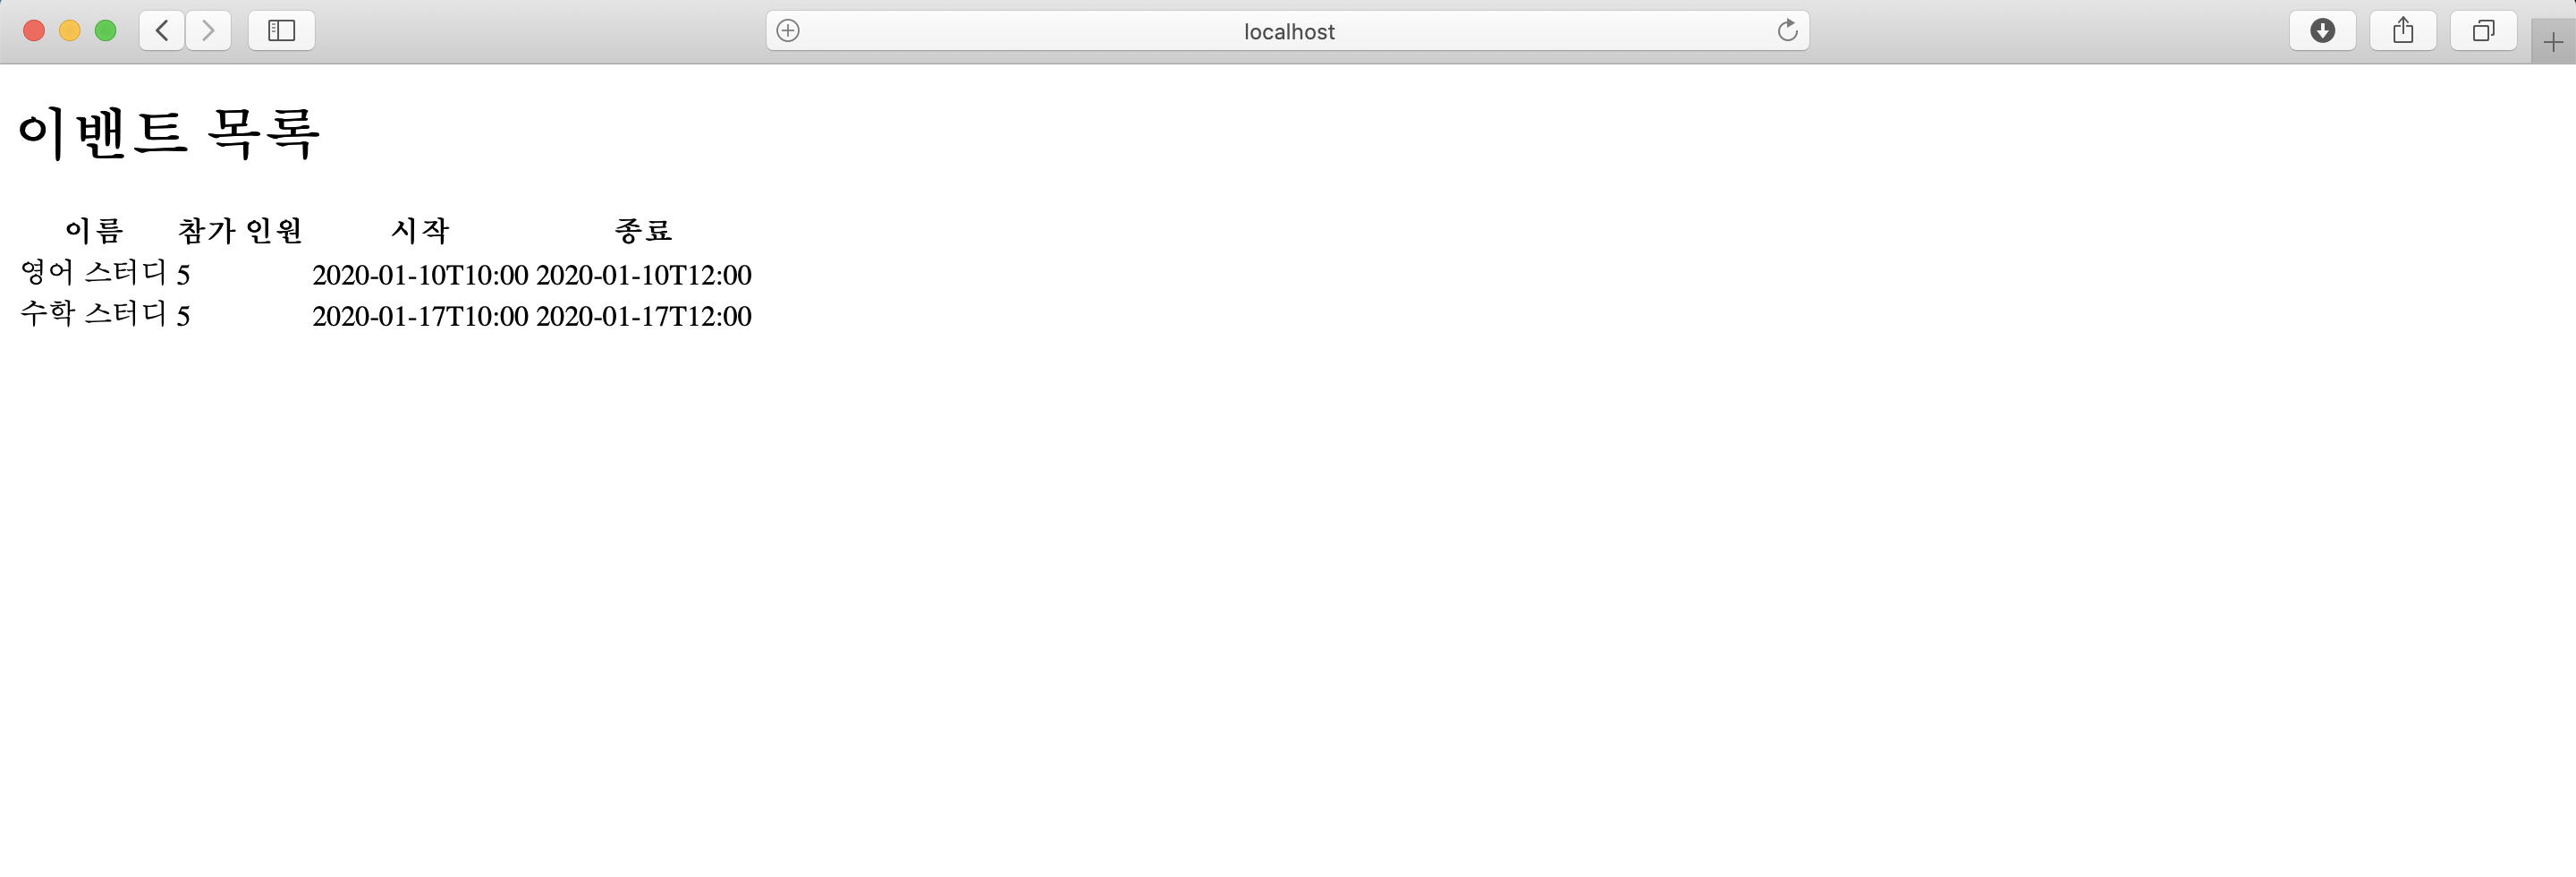 localhost
이밴트 목록
이름 참가 인원 시작 종료
영어 스터디 5 2020-01-10T10:00 2020-01-10T12:00
수학 스터디 5 2020-01-17T10:00 2020-01-17T12:00